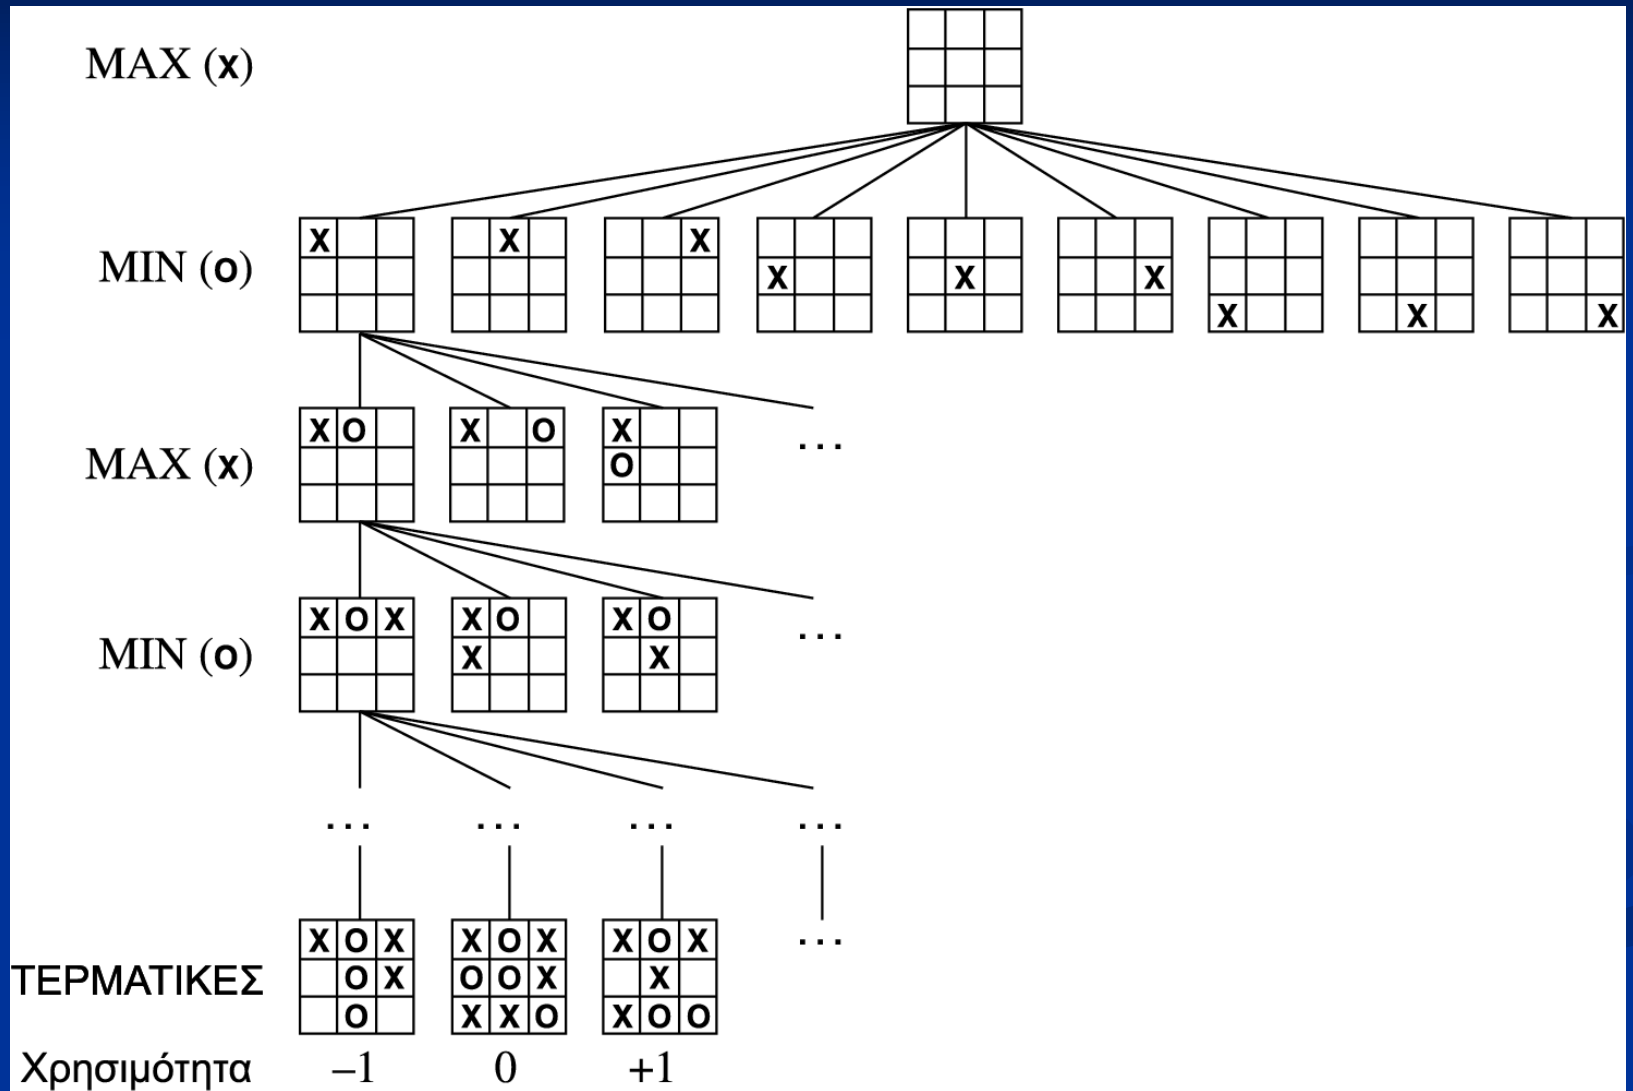 MAX (X)
X X X X X X X X X
MIN (O)
X O X O X
O
...
MAX (X)
X O X X O X O
X X
...
MIN (O)
... ... ... ...
X O X X O X X O X
O X O O X X
O X X O X O O
...
ΤΕΡΜΑΤΙΚΕΣ
Χρησιμότητα –1 0 +1